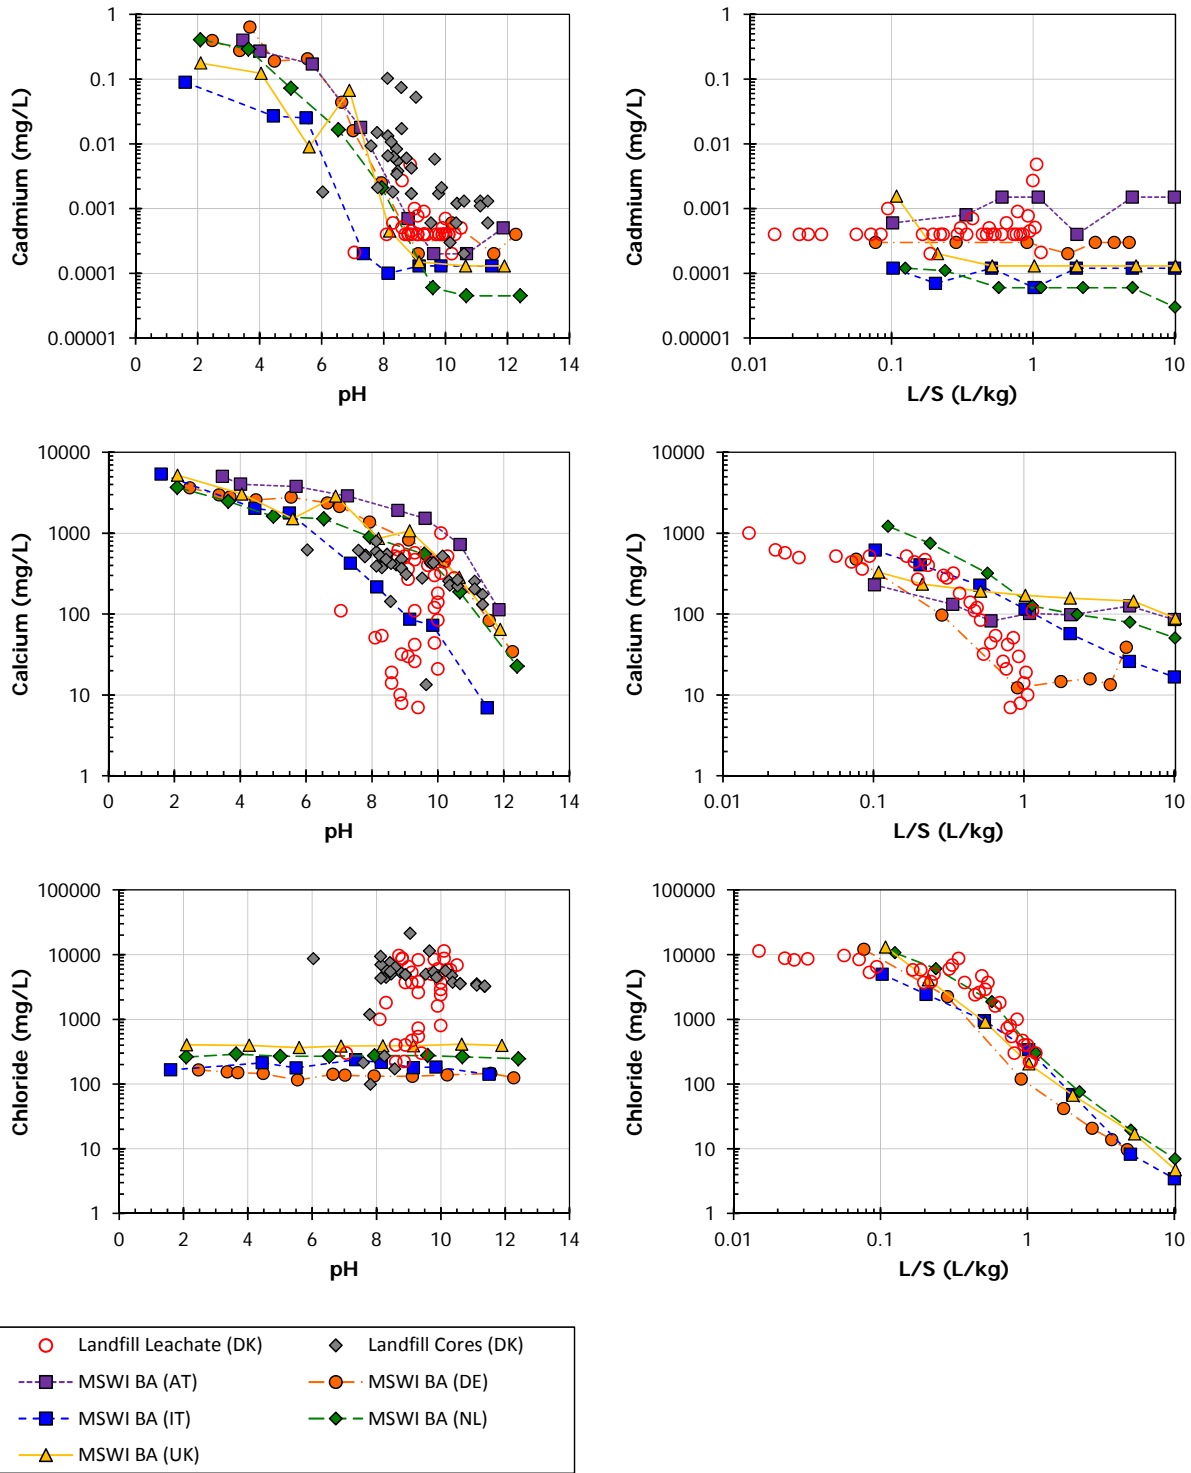 1
0.1
0.01
0.001
0.0001
0.00001
Cadmium (mg/L)
0 2 4 6 8 10 12 14
pH
1
0.1
0.01
0.001
0.0001
0.00001
Cadmium (mg/L)
0.01 0.1 1 10
L/S (L/kg)
10000
1000
100
10
1
Calcium (mg/L)
0 2 4 6 8 10 12 14
pH
10000
1000
100
10
1
Calcium (mg/L)
0.01 0.1 1 10
L/S (L/kg)
100000
10000
1000
100
10
1
Chloride (mg/L)
0 2 4 6 8 10 12 14
pH
100000
10000
1000
100
10
1
Chloride (mg/L)
0.01 0.1 1 10
L/S (L/kg)
Landfill Leachate (DK) Landfill Cores (DK)
MSWI BA (AT) MSWI BA (DE)
MSWI BA (IT) MSWI BA (NL)
MSWI BA (UK)